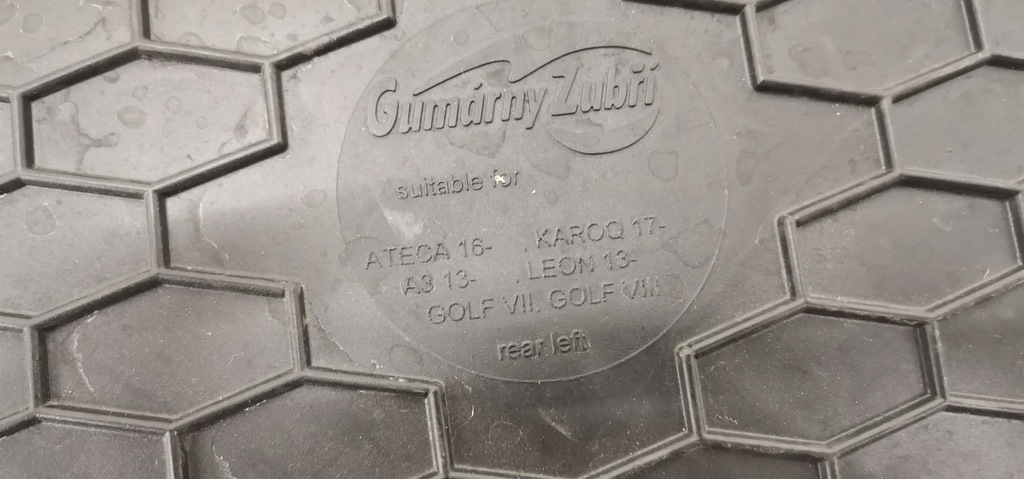 Gumárny Zubří
suitable for
ATECA 16- , KAROQ 17-
A3 13- , LEON 13-
GOLF VII, GOLF VIII
rear left